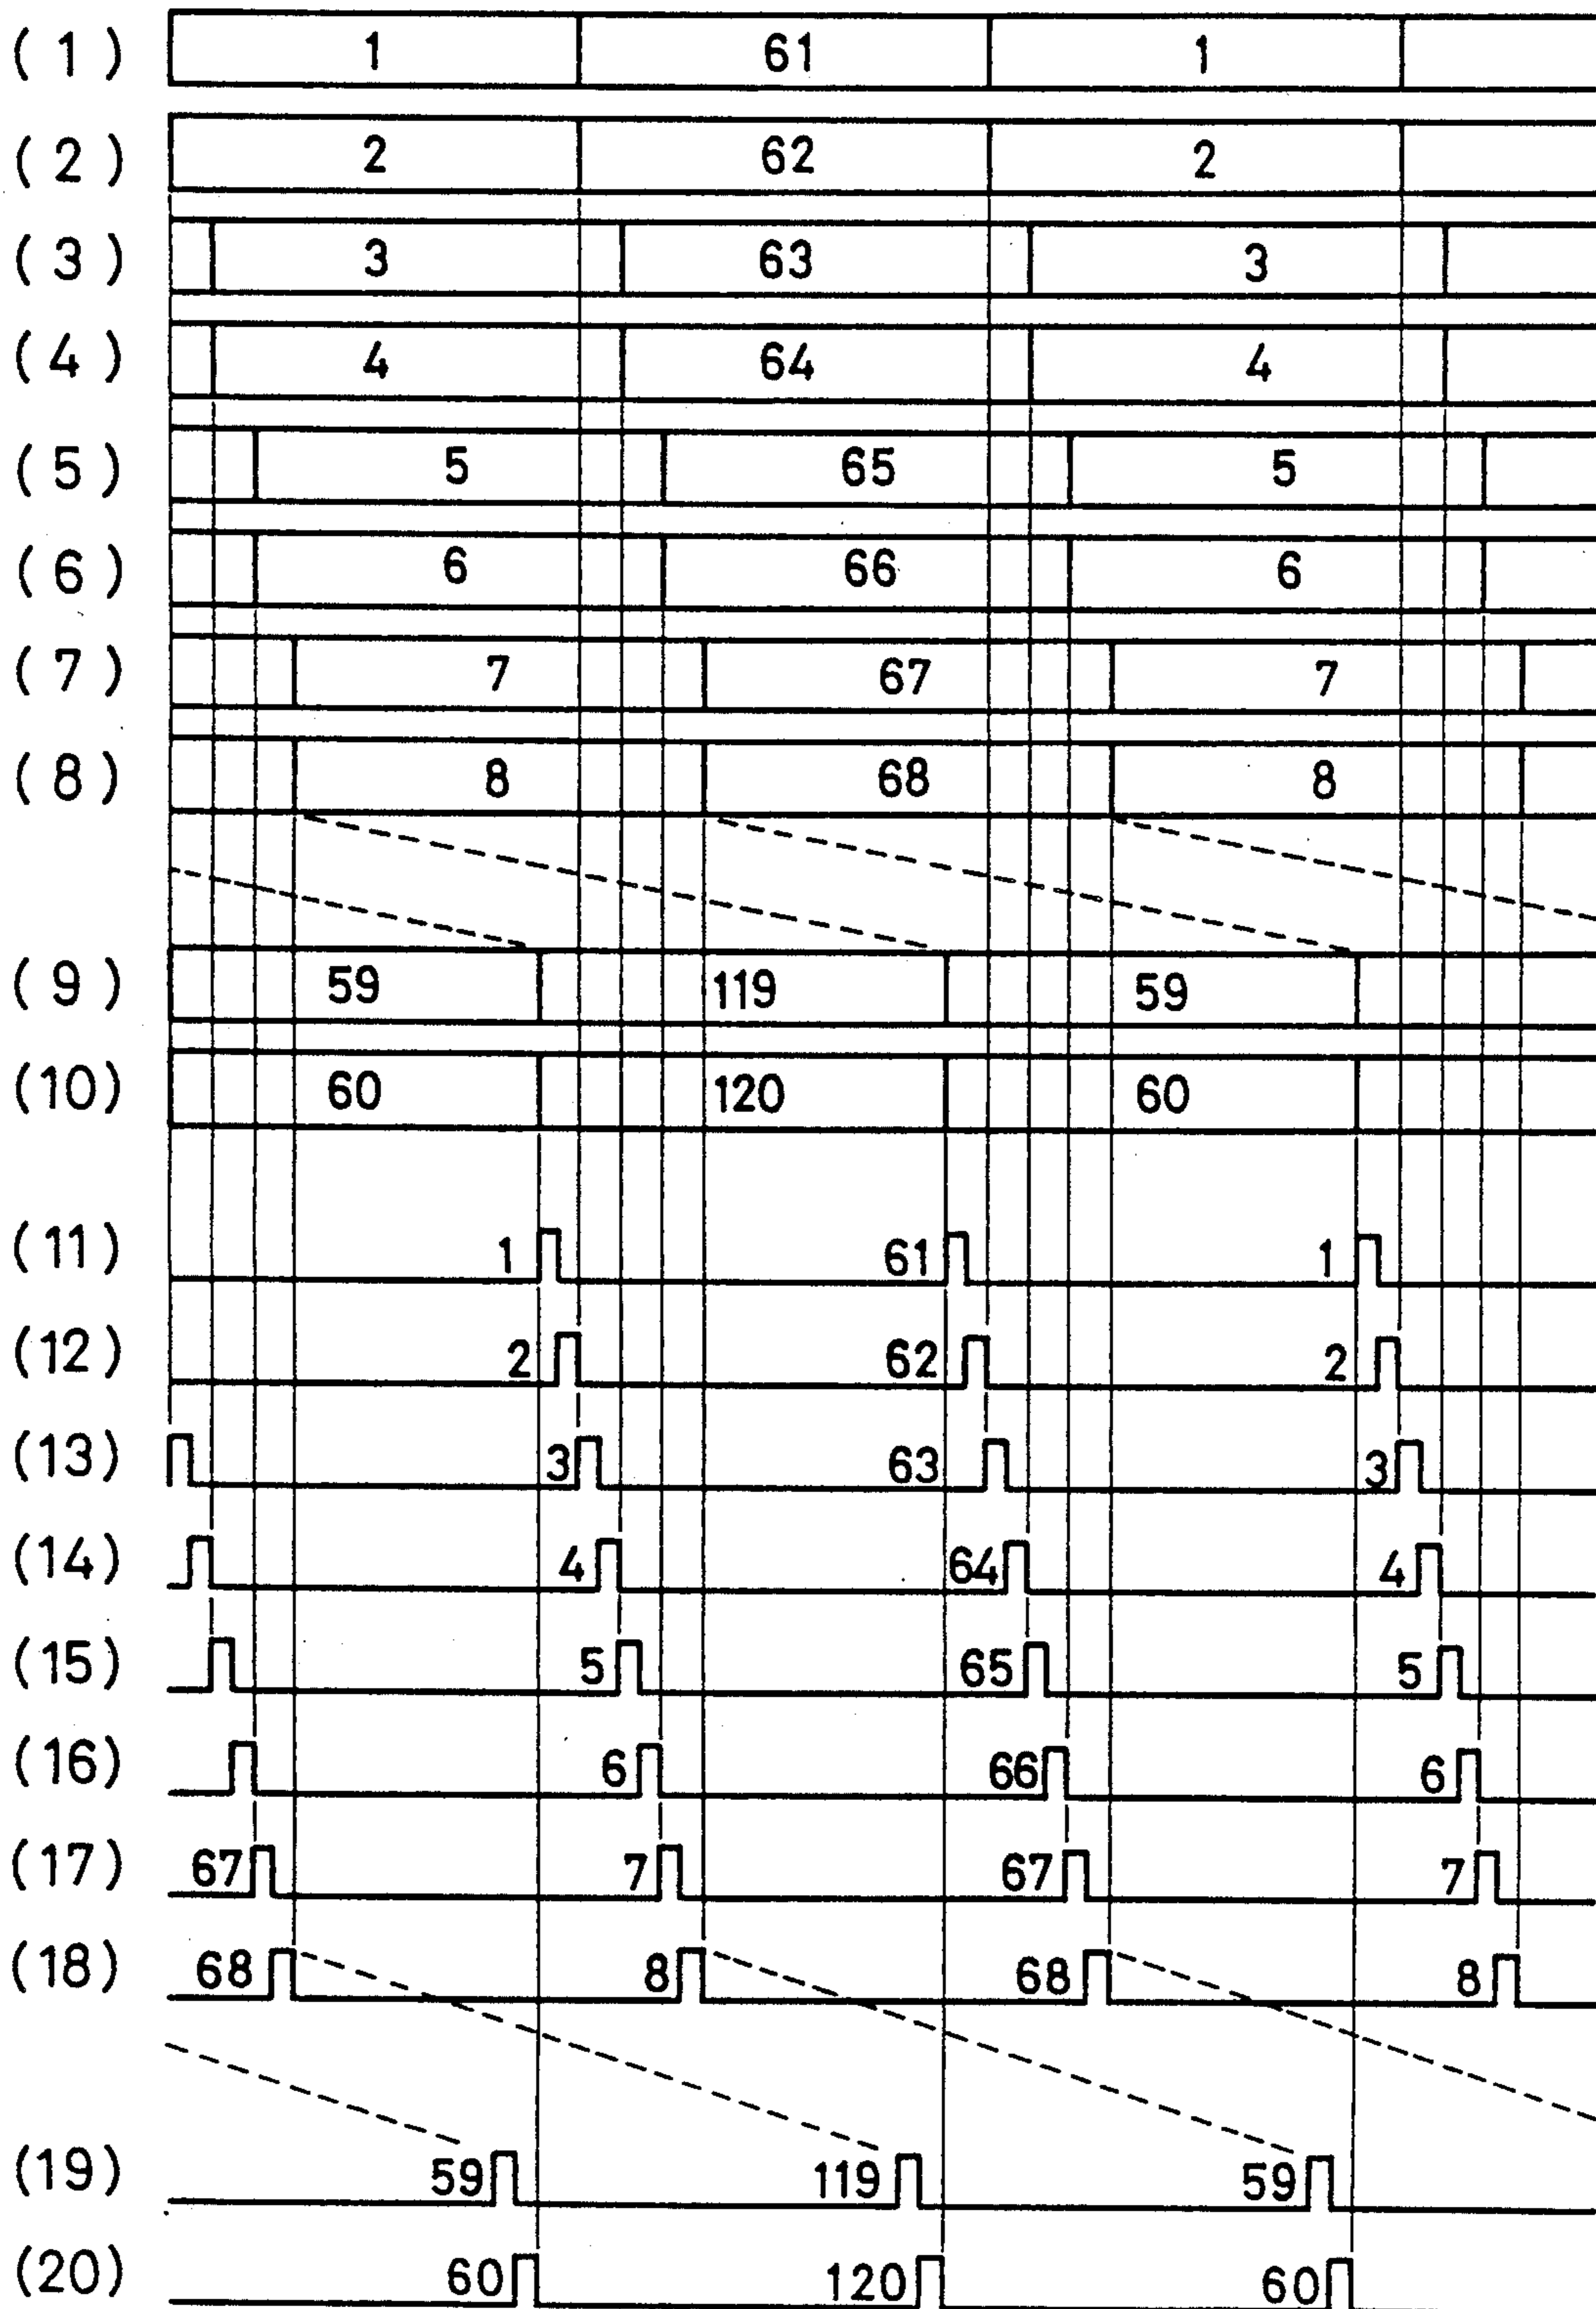 (1) 1 61 1
(2) 2 62 2
(3) 3 63 3
(4) 4 64 4
(5) 5 65 5
(6) 6 66 6
(7) 7 67 7
(8) 8 68 8
(9) 59 119 59
(10) 60 120 60
(11) 1 61 1
(12) 2 62 2
(13) 3 63 3
(14) 4 64 4
(15) 5 65 5
(16) 6 66 6
(17) 67 7 67 7
(18) 68 8 68 8
(19) 59 119 59
(20) 60 120 60